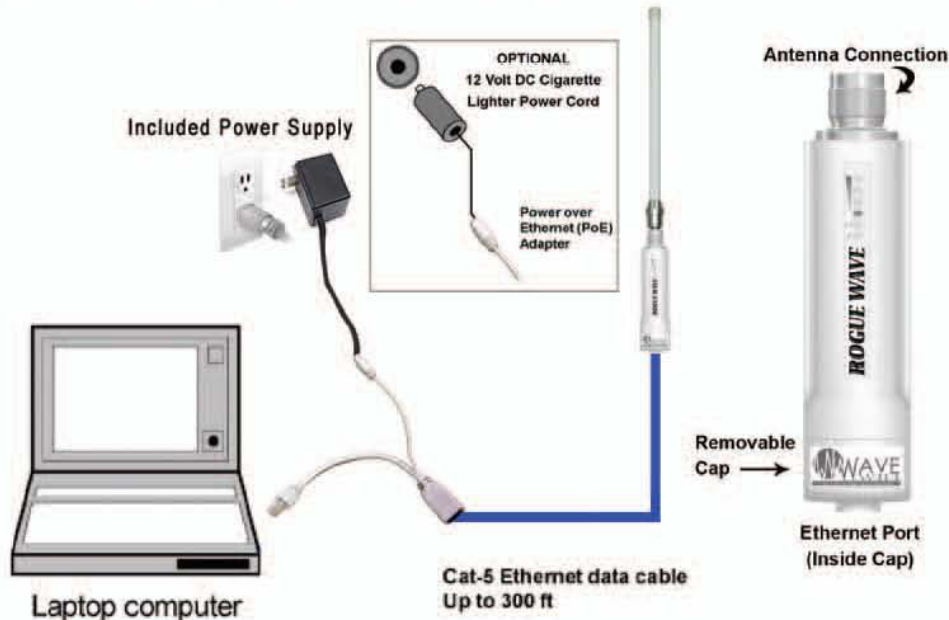 OPTIONAL
12 Volt DC Cigarette
Lighter Power Cord
Antenna Connection
Included Power Supply
Power over
Ethernet (PoE)
Adapter
ROGUE WAVE
ROGUE WAVE
Removable
Cap
WAVE
Ethernet Port
(Inside Cap)
Cat-5 Ethernet data cable
Up to 300 ft
Laptop computer